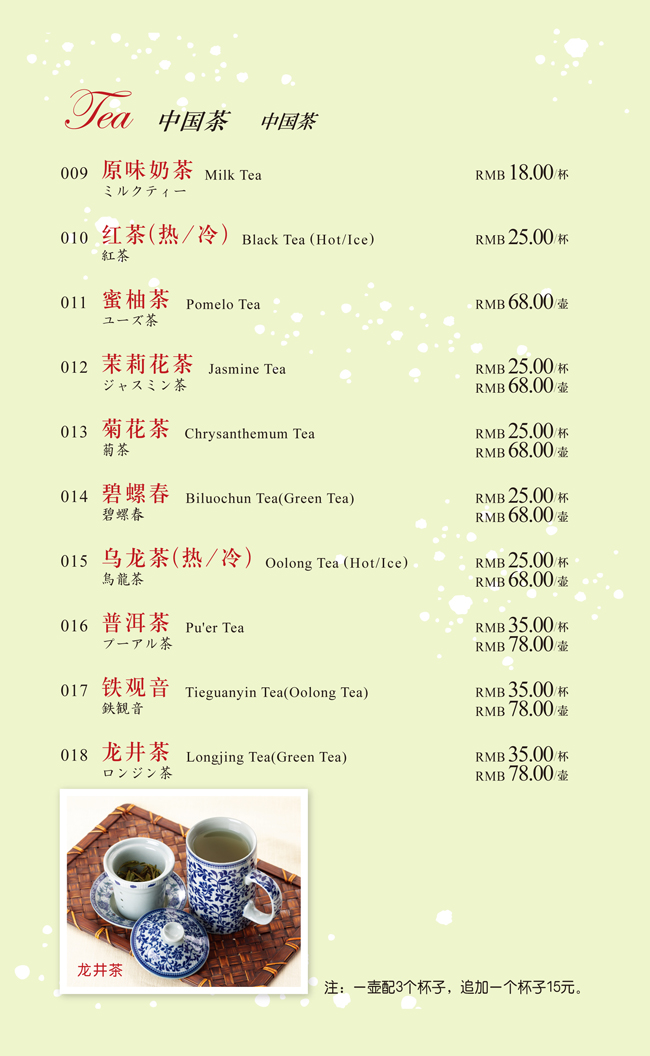 Tea 中国茶 中国茶
009 原味奶茶 Milk Tea RMB 18.00/杯
ミルクティー
010 红茶(热/冷) Black Tea (Hot/Ice) RMB 25.00/杯
紅茶
011 蜜柚茶 Pomelo Tea RMB 68.00/壶
ユーズ茶
012 茉莉花茶 Jasmine Tea RMB 25.00/杯
ジャスミン茶 RMB 68.00/壶
013 菊花茶 Chrysanthemum Tea RMB 25.00/杯
菊茶 RMB 68.00/壶
014 碧螺春 Biluochun Tea(Green Tea) RMB 25.00/杯
碧螺春 RMB 68.00/壶
015 乌龙茶(热/冷) Oolong Tea (Hot/Ice) RMB 25.00/杯
烏龍茶 RMB 68.00/壶
016 普洱茶 Pu'er Tea RMB 35.00/杯
プーアル茶 RMB 78.00/壶
017 铁观音 Tieguanyin Tea(Oolong Tea) RMB 35.00/杯
鉄観音 RMB 78.00/壶
018 龙井茶 Longjing Tea(Green Tea) RMB 35.00/杯
ロンジン茶 RMB 78.00/壶
龙井茶
注：一壶配3个杯子，追加一个杯子15元。